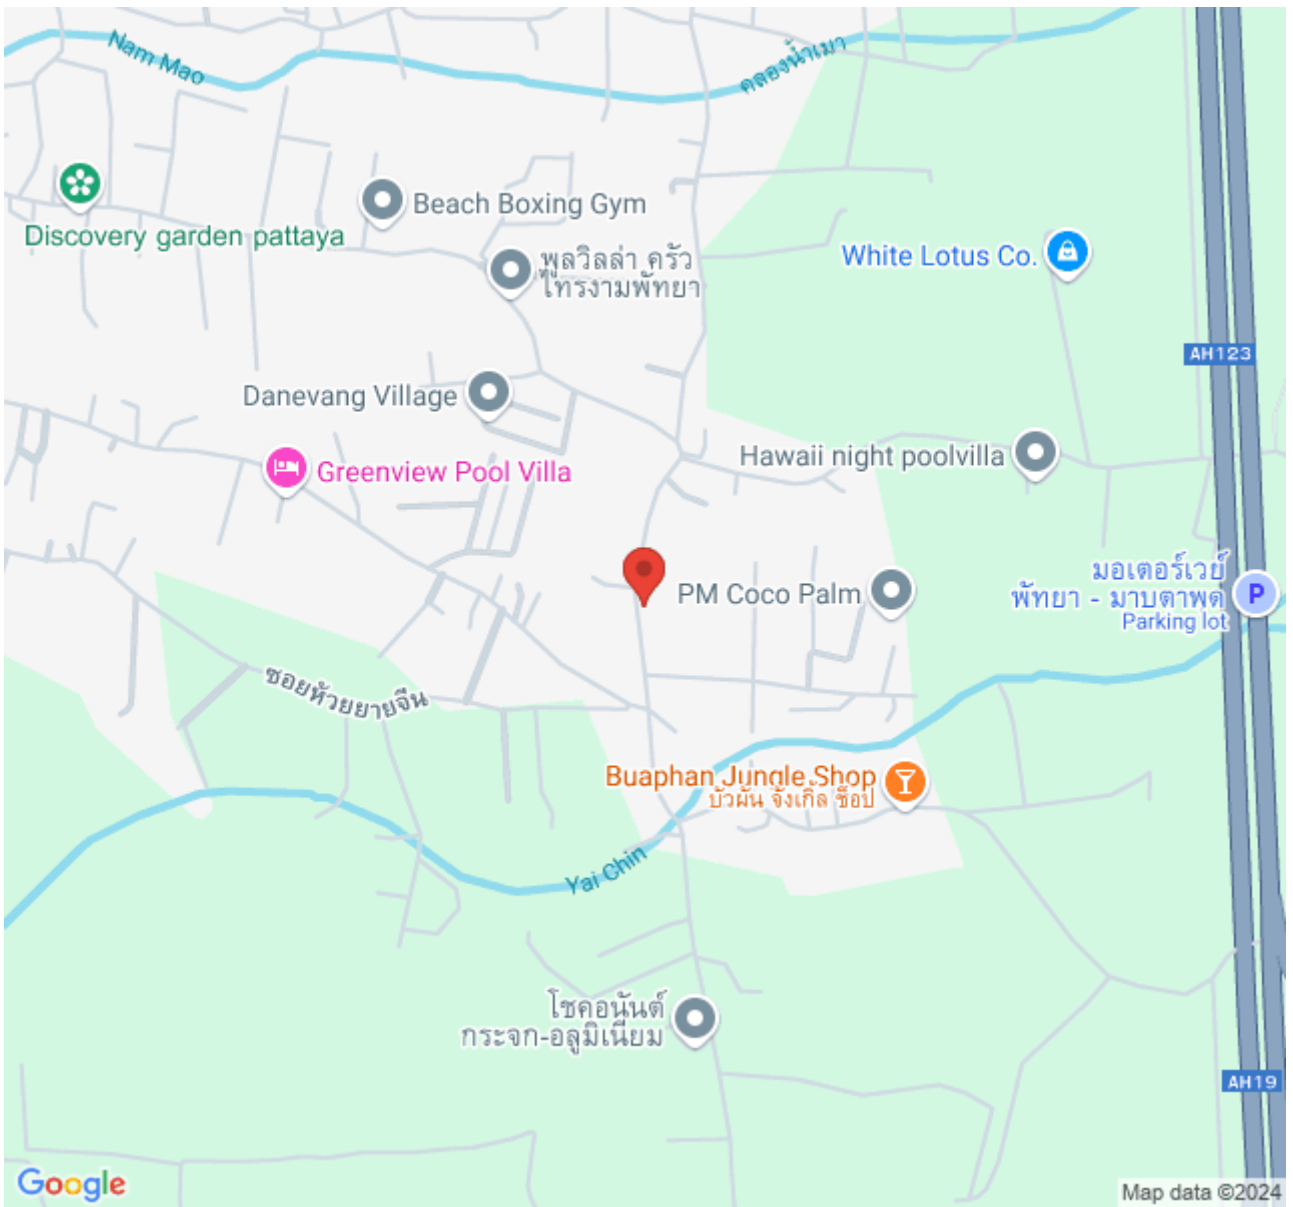 Nam Mao
คลองน้ำเมา
Discovery garden pattaya
Beach Boxing Gym
พูลวิลล่า ครัว
ไทรงามพัทยา
White Lotus Co.
AH123
Danevang Village
Hawaii night poolvilla
Greenview Pool Villa
มอเตอร์เวย์
พัทยา - มาบตาพุด
Parking lot
P
PM Coco Palm
ซอยห้วยยายจีน
Buaphan Jungle Shop
บัวผัน จังเกิ้ล ช็อป
Yai Chin
โชคอนันต์
กระจก-อลูมิเนียม
AH19
Google
Map data ©2024